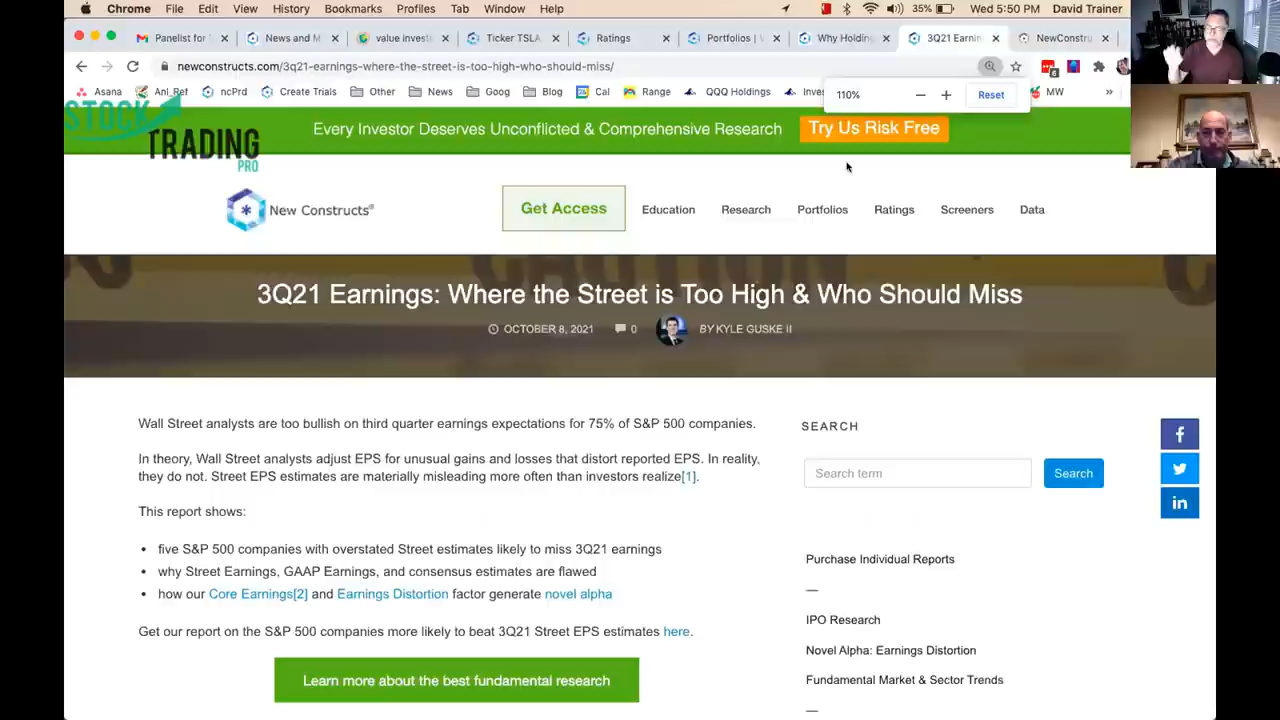 Chrome File Edit View History Bookmarks Profiles Tab Window Help 35% Wed 5:50 PM David Trainer
Panelist for News and M value inves Ticker TSLA Ratings Portfolios | Why Holding 3Q21 Earnin NewConstru
newconstructs.com/3q21-earnings-where-the-street-is-too-high-who-should-miss/ 6
Asana Anl_Ref ncPrd Create Trials Other News Goog Blog Cal Range QQQ Holdings MW »
110% Reset
STOCK
TRADING
PRO
Every Investor Deserves Unconflicted & Comprehensive Research Try Us Risk Free
New Constructs® Get Access Education Research Portfolios Ratings Screeners Data
CAUTION
3Q21 Earnings: Where the Street is Too High & Who Should Miss
OCTOBER 8, 2021 0 BY KYLE GUSKE II
Wall Street analysts are too bullish on third quarter earnings expectations for 75% of S&P 500 companies.
In theory, Wall Street analysts adjust EPS for unusual gains and losses that distort reported EPS. In reality,
they do not. Street EPS estimates are materially misleading more often than investors realize[1].
This report shows:
• five S&P 500 companies with overstated Street estimates likely to miss 3Q21 earnings
• why Street Earnings, GAAP Earnings, and consensus estimates are flawed
• how our Core Earnings[2] and Earnings Distortion factor generate novel alpha
Get our report on the S&P 500 companies more likely to beat 3Q21 Street EPS estimates here.
Learn more about the best fundamental research
SEARCH
Search term Search
Purchase Individual Reports
—
IPO Research
Novel Alpha: Earnings Distortion
Fundamental Market & Sector Trends
—